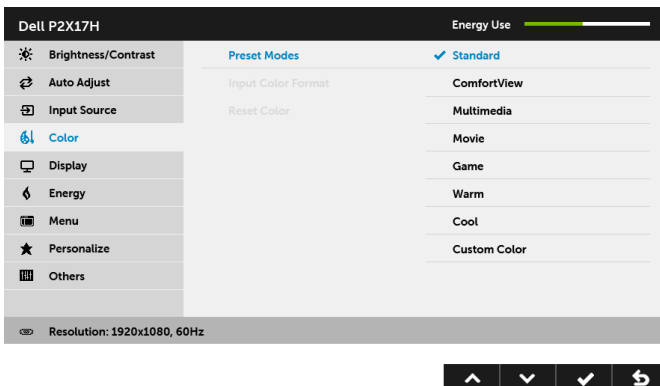 Dell P2X17H Energy Use
Brightness/Contrast Preset Modes Standard
Auto Adjust Input Color Format ComfortView
Input Source Reset Color Multimedia
Color Movie
Display Game
Energy Warm
Menu Cool
Personalize Custom Color
Others
Resolution: 1920x1080, 60Hz